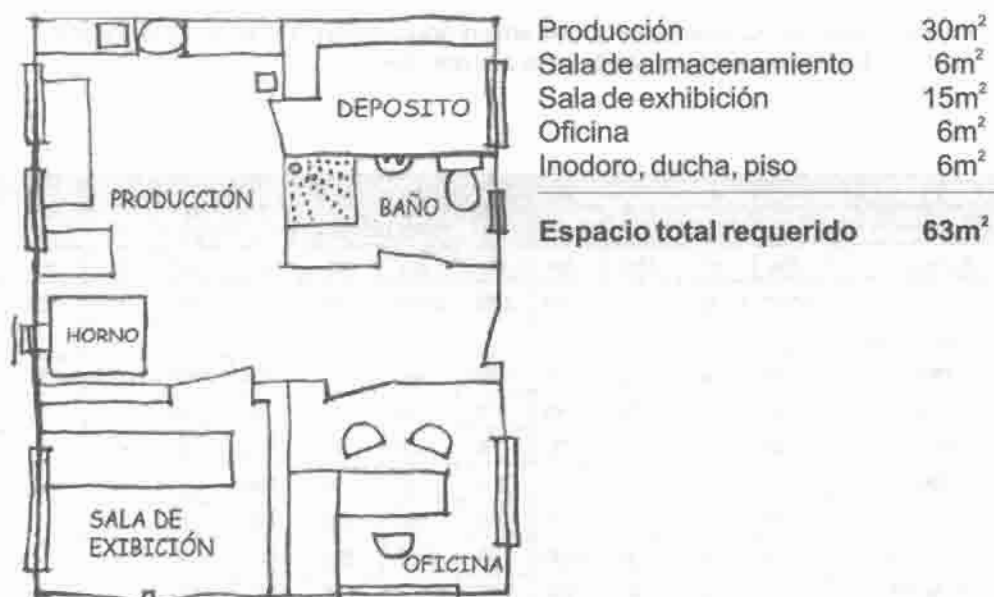 Producción 30m²
Sala de almacenamiento 6m²
Sala de exhibición 15m²
Oficina 6m²
Inodoro, ducha, piso 6m²
Espacio total requerido 63m²
DEPOSITO
PRODUCCIÓN
BAÑO
HORNO
SALA DE
EXIBICIÓN
OFICINA